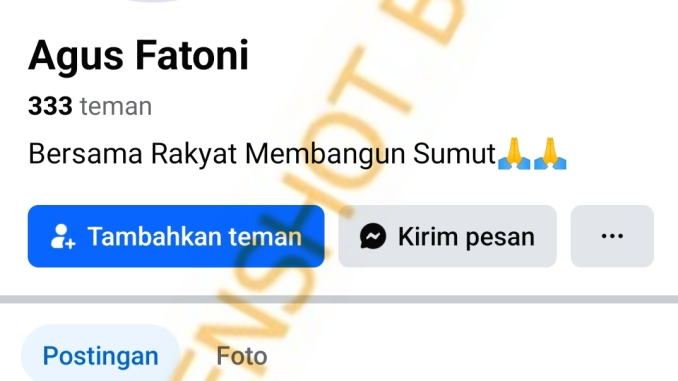 Agus Fatoni
333 teman
Bersama Rakyat Membangun Sumut🙏🙏
Tambahkan teman
Kirim pesan
Postingan
Foto